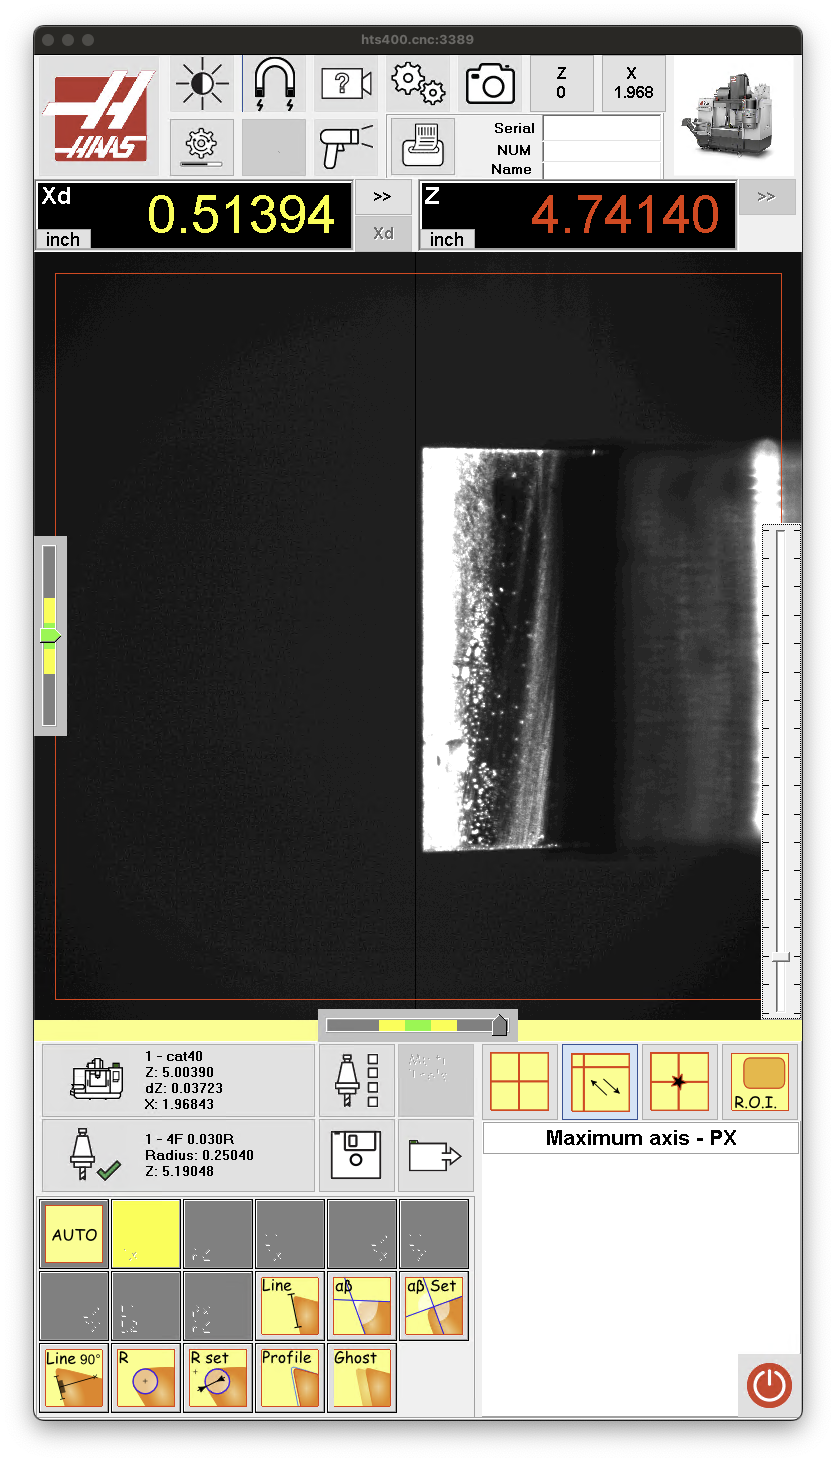 hts400.cnc:3389
HAAS
?
Z
0
X
1.968
Serial
NUM
Name
Xd
0.51394
inch
>>
Xd
Z
4.74140
inch
>>
1 - cat40
Z: 5.00390
dZ: 0.03723
X: 1.96843
1 - 4F 0.030R
Radius: 0.25040
Z: 5.19048
R.O.I.
Maximum axis - PX
AUTO
Line
αβ
αβ Set
Line 90°
R
R set
Profile
Ghost